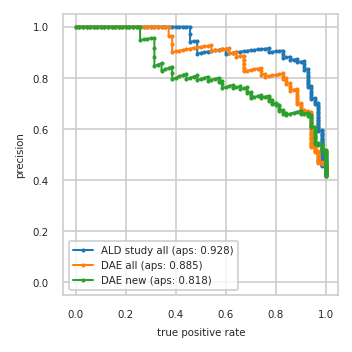 1.0
0.8
0.6
0.4
0.2
0.0
precision
ALD study all (aps: 0.928)
DAE all (aps: 0.885)
DAE new (aps: 0.818)
0.0 0.2 0.4 0.6 0.8 1.0
true positive rate